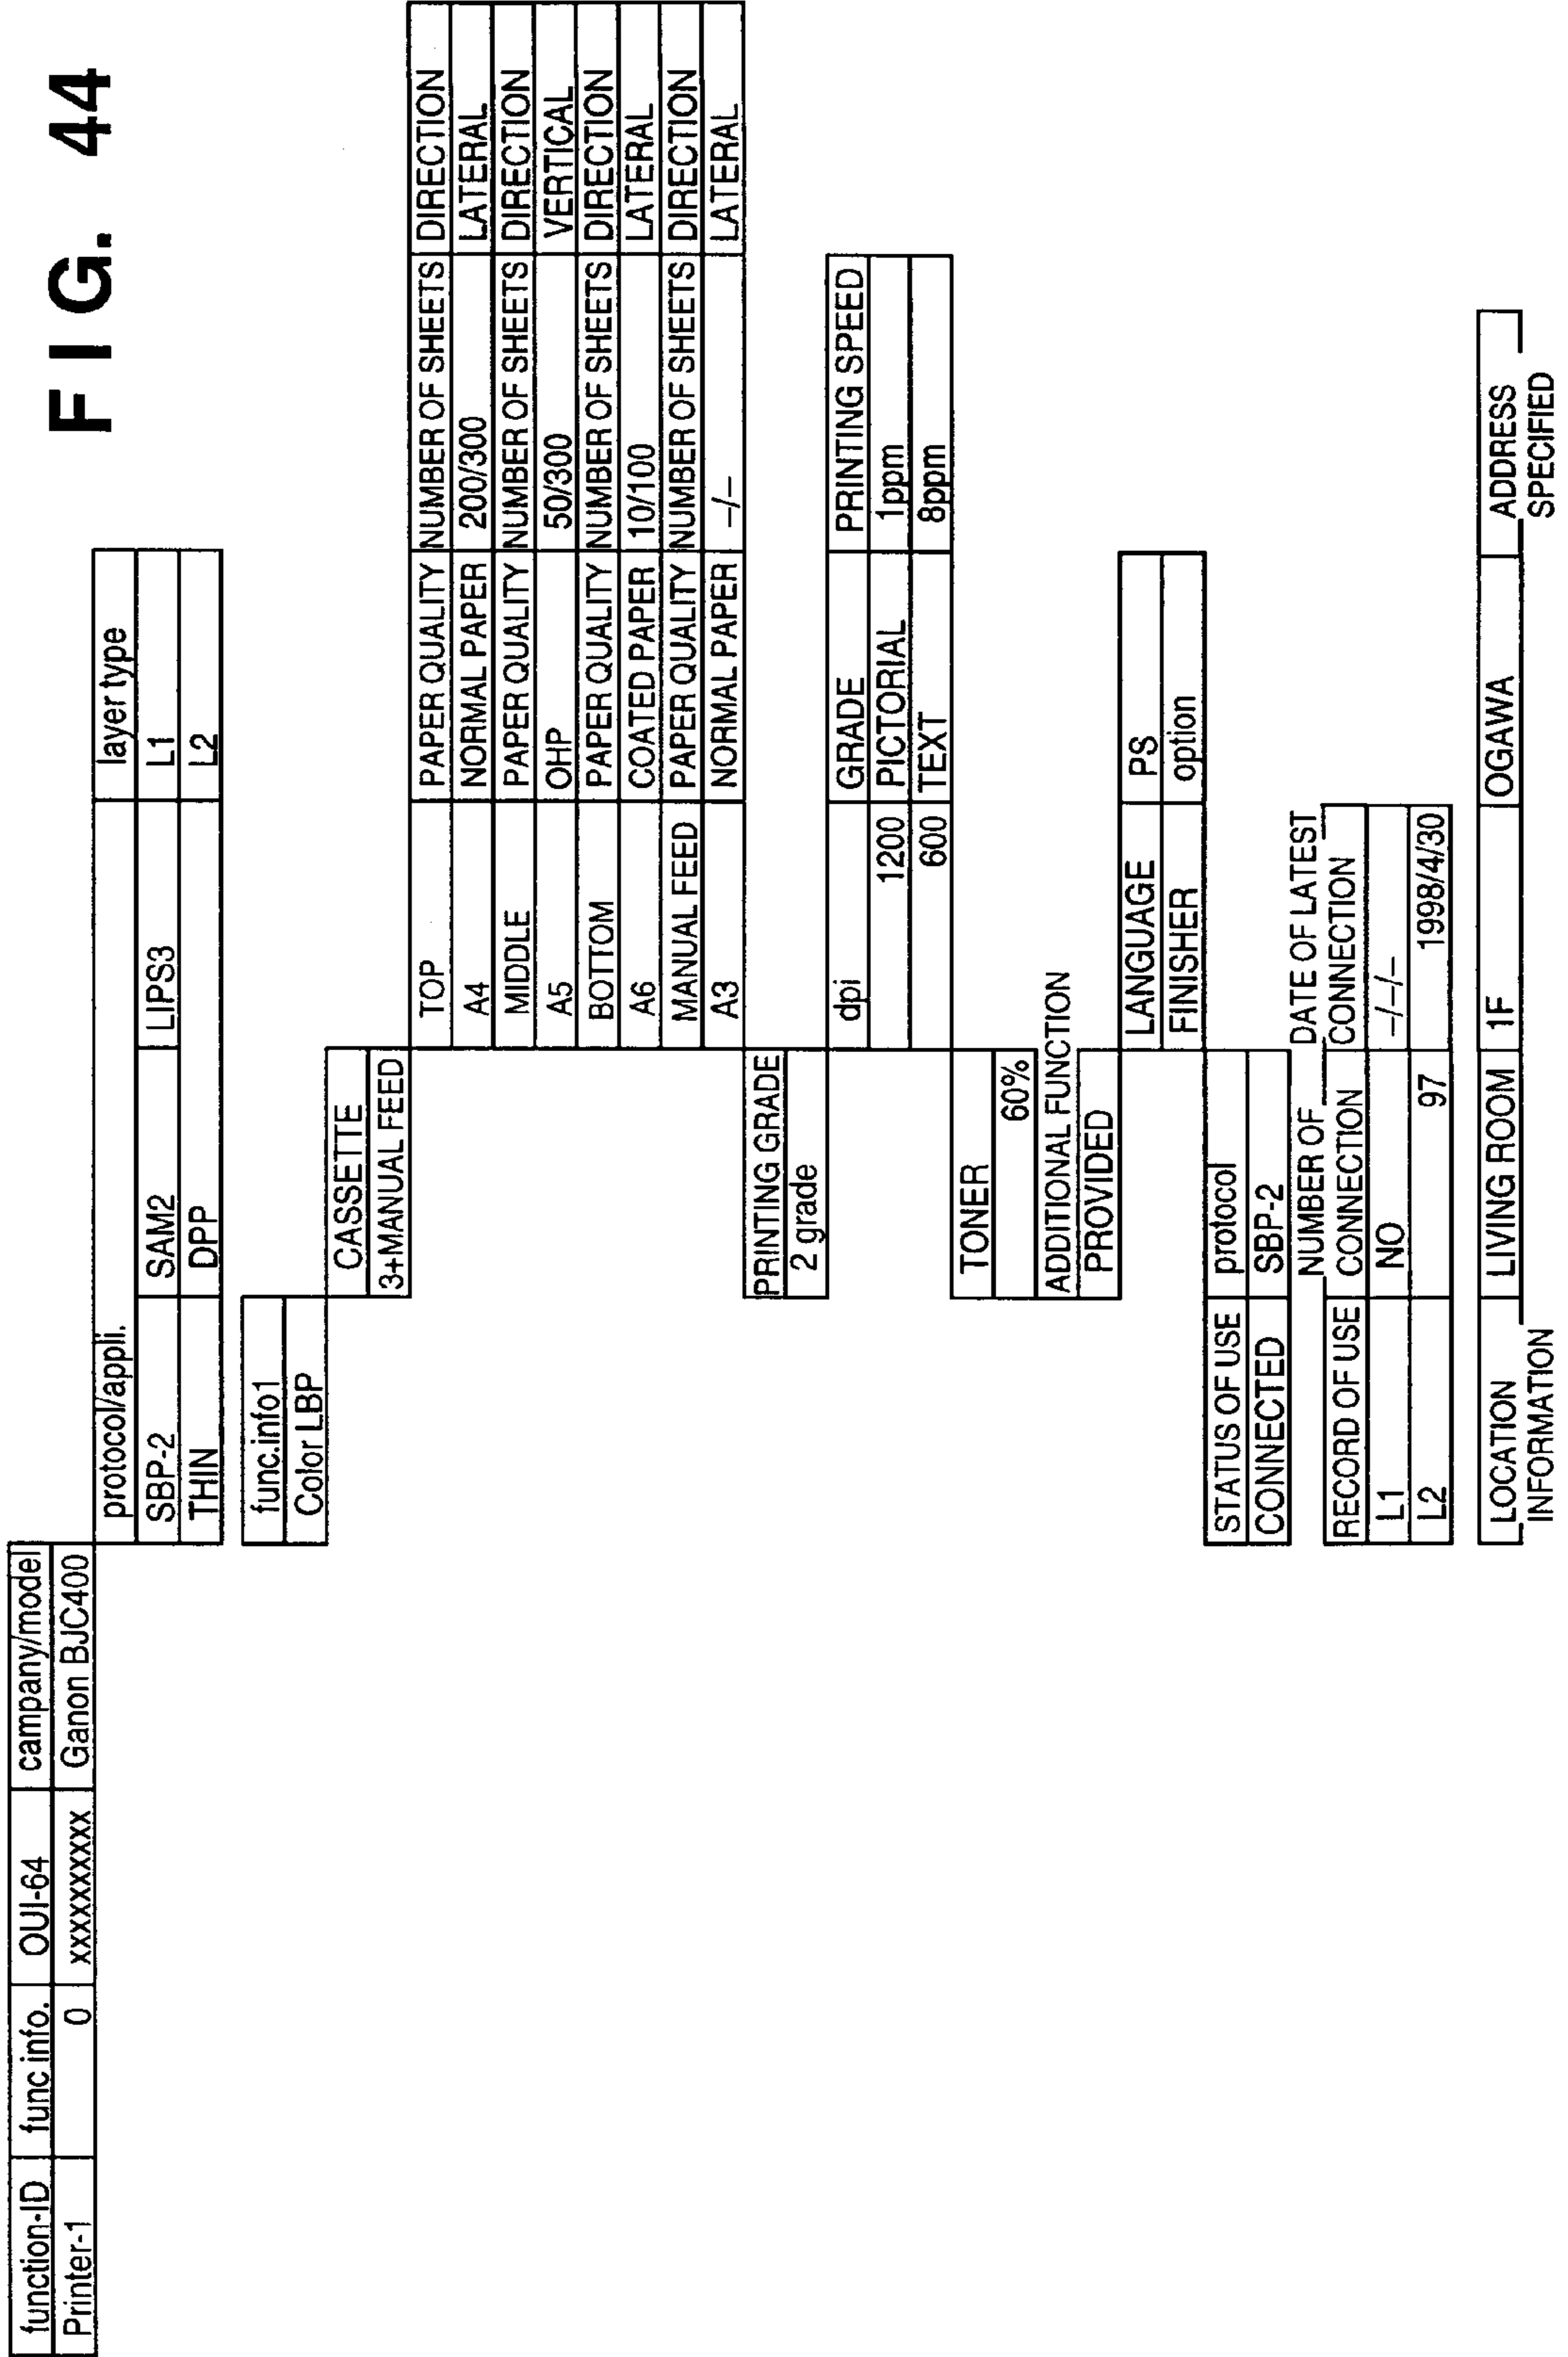 FIG. 44
function-ID func info. OUI-64 campany/model
Printer-1 0 xxxxxxxxx Ganon BJC400
protocol/appli. layer type
SBP-2 SAM2 LIPS3 L1
THIN DPP L2
func.info1
Color LBP
CASSETTE
3+MANUAL FEED
TOP PAPER QUALITY NUMBER OF SHEETS DIRECTION
A4 NORMAL PAPER 200/300 LATERAL
MIDDLE PAPER QUALITY NUMBER OF SHEETS DIRECTION
A5 OHP 50/300 VERTICAL
BOTTOM PAPER QUALITY NUMBER OF SHEETS DIRECTION
A6 COATED PAPER 10/100 LATERAL
MANUAL FEED PAPER QUALITY NUMBER OF SHEETS DIRECTION
A3 NORMAL PAPER –/– LATERAL
PRINTING GRADE
2 grade
dpi GRADE PRINTING SPEED
1200 PICTORIAL 1ppm
600 TEXT 8ppm
TONER
60%
ADDITIONAL FUNCTION
PROVIDED
LANGUAGE PS
FINISHER option
STATUS OF USE protocol
CONNECTED SBP-2
NUMBER OF DATE OF LATEST
RECORD OF USE CONNECTION CONNECTION
L1 NO –/–/–
L2 97 1998/4/30
LOCATION LIVING ROOM 1F OGAWA ADDRESS
INFORMATION SPECIFIED